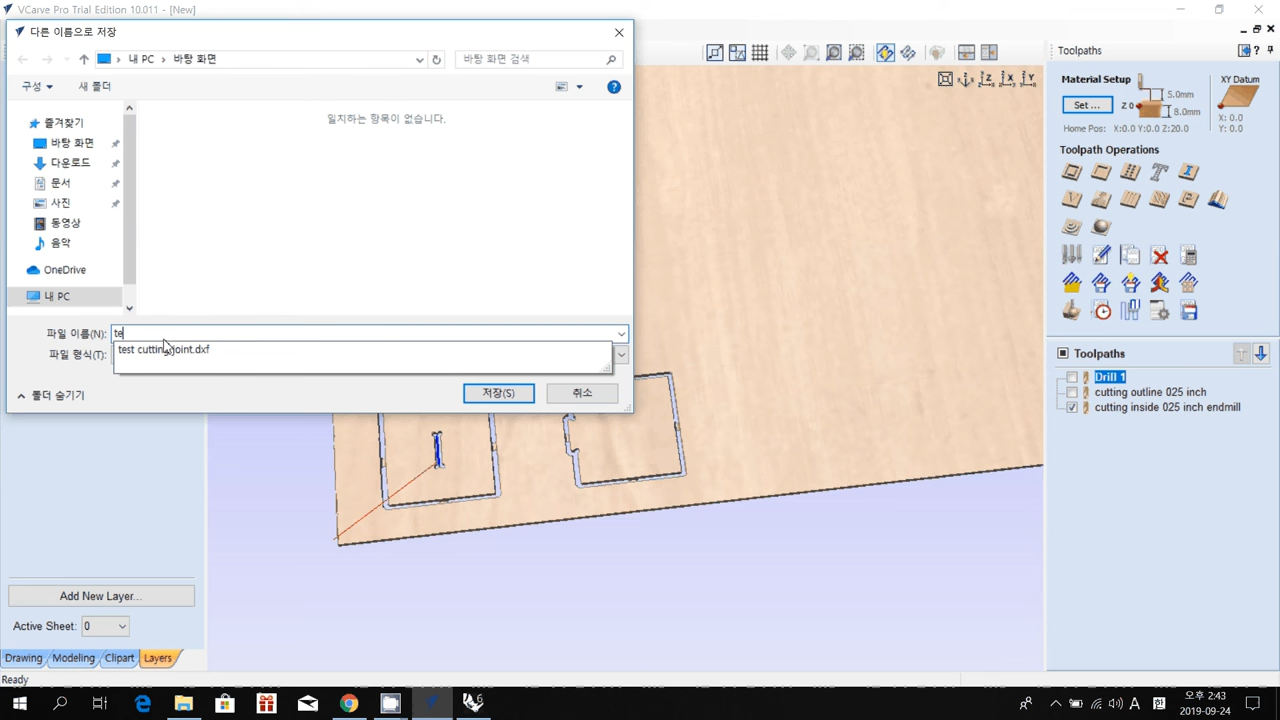 VCarve Pro Trial Edition 10.011 - [New]
다른 이름으로 저장
내 PC > 바탕 화면
바탕 화면 검색
구성
새 폴더
일치하는 항목이 없습니다.
즐겨찾기
바탕 화면
다운로드
문서
사진
동영상
음악
OneDrive
내 PC
파일 이름(N):
te
파일 형식(T):
test cutting joint.dxf
폴더 숨기기
저장(S)
취소
Toolpaths
Material Setup
Set ...
Z 0
5.0mm
8.0mm
XY Datum
X: 0.0
Y: 0.0
Home Pos: X:0.0 Y:0.0 Z:20.0
Toolpath Operations
Toolpaths
Drill 1
cutting outline 025 inch
cutting inside 025 inch endmill
Add New Layer...
Active Sheet:
0
Drawing
Modeling
Clipart
Layers
Ready
A
오후 2:43
2019-09-24